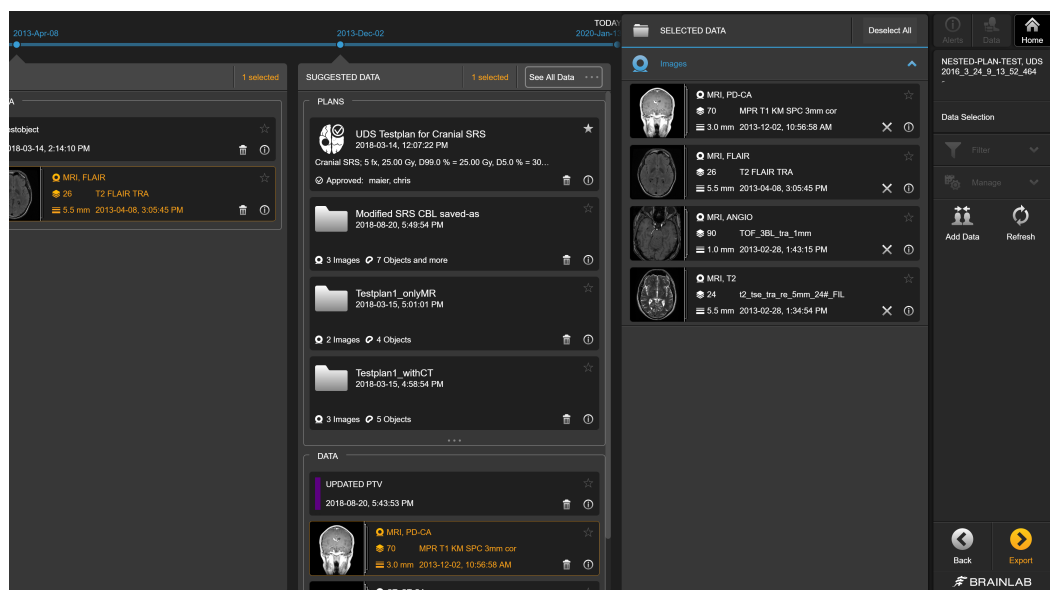 2013-Apr-08
2013-Dec-02
TODAY
2020-Jan-1
1 selected
2018-03-14, 2:14:10 PM
MRI, FLAIR
26 T2 FLAIR TRA
5.5 mm 2013-04-08, 3:05:45 PM
SUGGESTED DATA
1 selected
See All Data ...
PLANS
UDS Testplan for Cranial SRS
2018-03-14, 12:07:22 PM
Cranial SRS; 5 fx, 25.00 Gy, D99.0 % = 25.00 Gy, D5.0 % = 30...
Approved: maier, chris
Modified SRS CBL saved-as
2018-08-20, 5:49:54 PM
3 Images 7 Objects and more
Testplan1_onlyMR
2018-03-15, 5:01:01 PM
2 Images 4 Objects
Testplan1_withCT
2018-03-15, 4:58:54 PM
3 Images 5 Objects
...
DATA
UPDATED PTV
2018-08-20, 5:43:53 PM
MRI, PD-CA
70 MPR T1 KM SPC 3mm cor
3.0 mm 2013-12-02, 10:56:58 AM
SELECTED DATA
Deselect All
Images
MRI, PD-CA
70 MPR T1 KM SPC 3mm cor
3.0 mm 2013-12-02, 10:56:58 AM
MRI, FLAIR
26 T2 FLAIR TRA
5.5 mm 2013-04-08, 3:05:45 PM
MRI, ANGIO
90 TOF_3BL_tra_1mm
1.0 mm 2013-02-28, 1:43:15 PM
MRI, T2
24 t2_tse_tra_re_5mm_24#_FIL
5.5 mm 2013-02-28, 1:34:54 PM
Alerts
Data
Home
NESTED-PLAN-TEST, UDS
2016_3_24_9_13_52_464
-
Data Selection
Filter
Manage
Add Data
Refresh
Back
Export
BRAINLAB